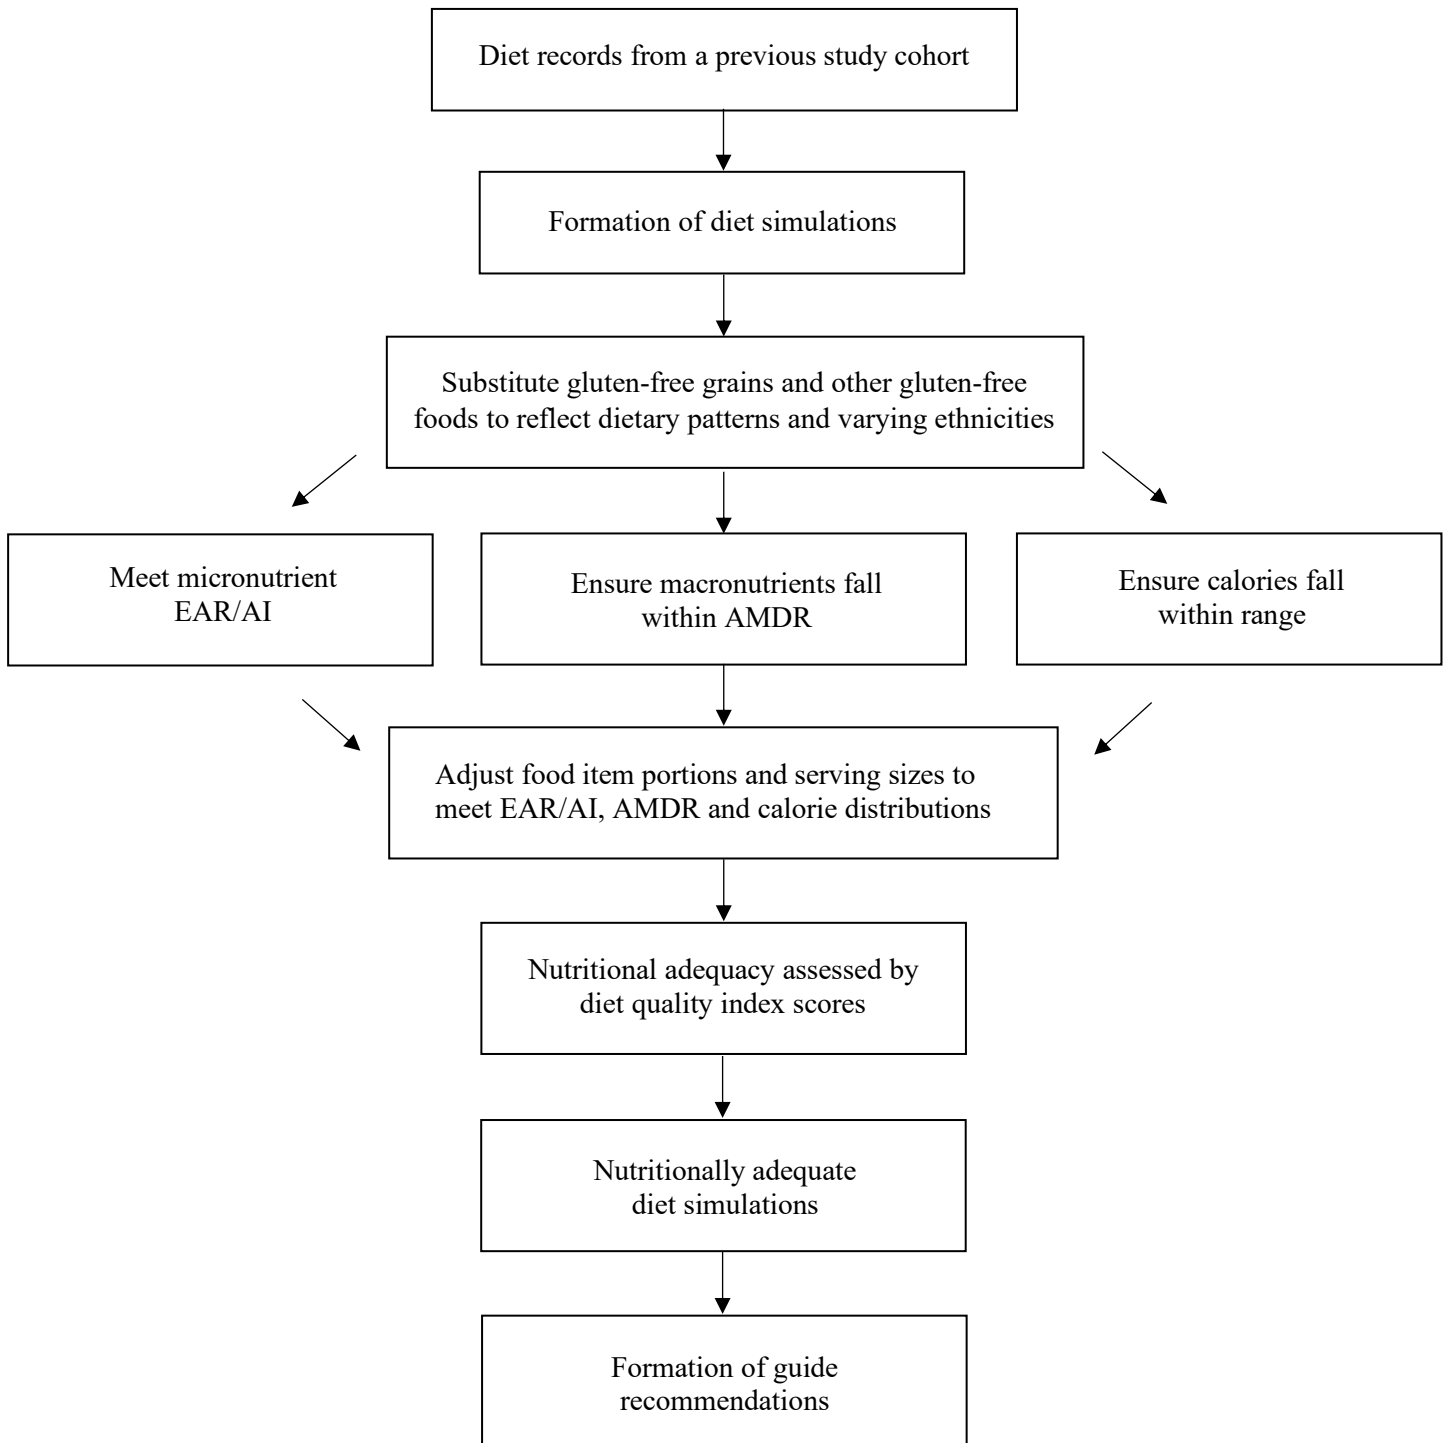 Diet records from a previous study cohort
Formation of diet simulations
Substitute gluten-free grains and other gluten-free
foods to reflect dietary patterns and varying ethnicities
Meet micronutrient
EAR/AI
Ensure macronutrients fall
within AMDR
Ensure calories fall
within range
Adjust food item portions and serving sizes to
meet EAR/AI, AMDR and calorie distributions
Nutritional adequacy assessed by
diet quality index scores
Nutritionally adequate
diet simulations
Formation of guide
recommendations